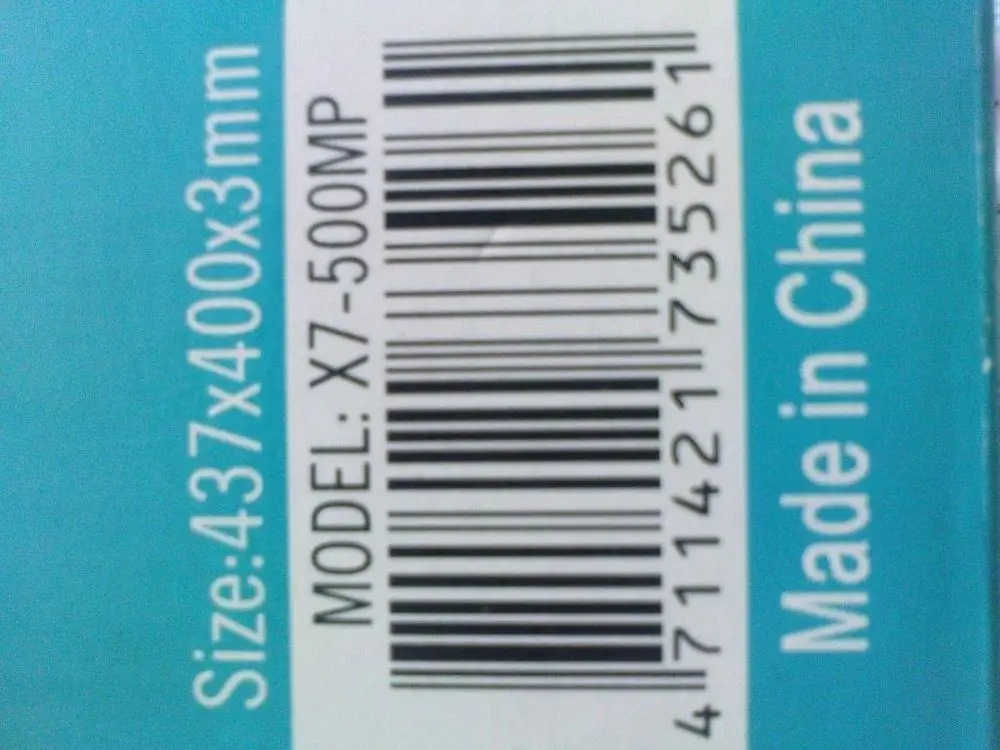 Size:437x400x3mm
MODEL: X7-500MP
4 711421 735261
Made in China